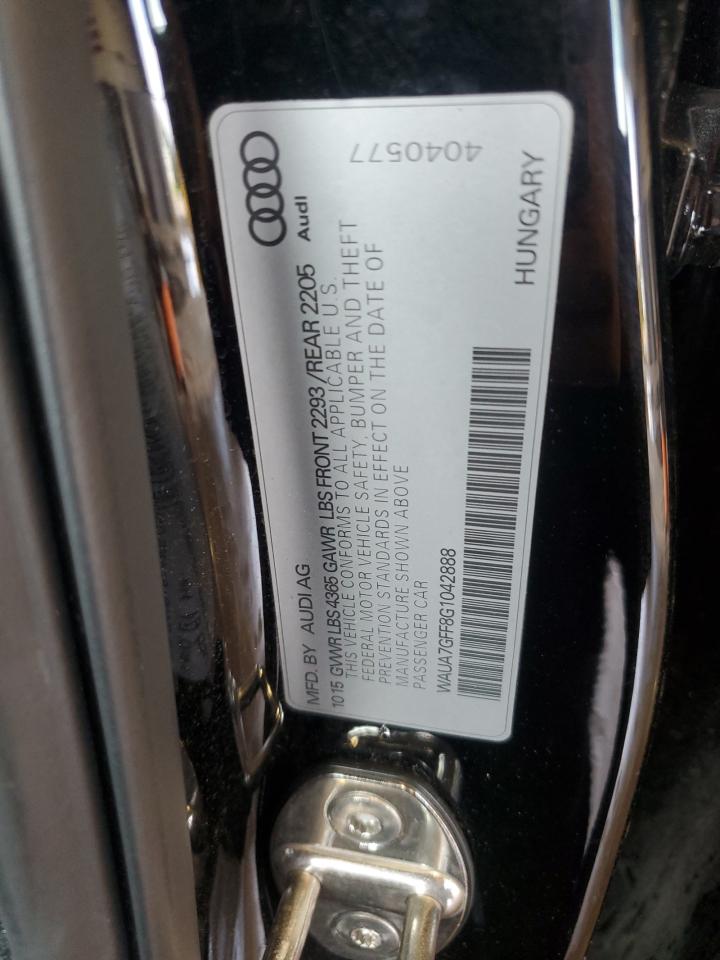 MFD. BY AUDI AG
Audi
1015 GVWR LBS 4365 GAWR LBS FRONT 2293 /REAR 2205
THIS VEHICLE CONFORMS TO ALL APPLICABLE U.S.
FEDERAL MOTOR VEHICLE SAFETY, BUMPER AND THEFT
PREVENTION STANDARDS IN EFFECT ON THE DATE OF
MANUFACTURE SHOWN ABOVE
PASSENGER CAR
WAUA7GFF8G1042888
4040577
HUNGARY